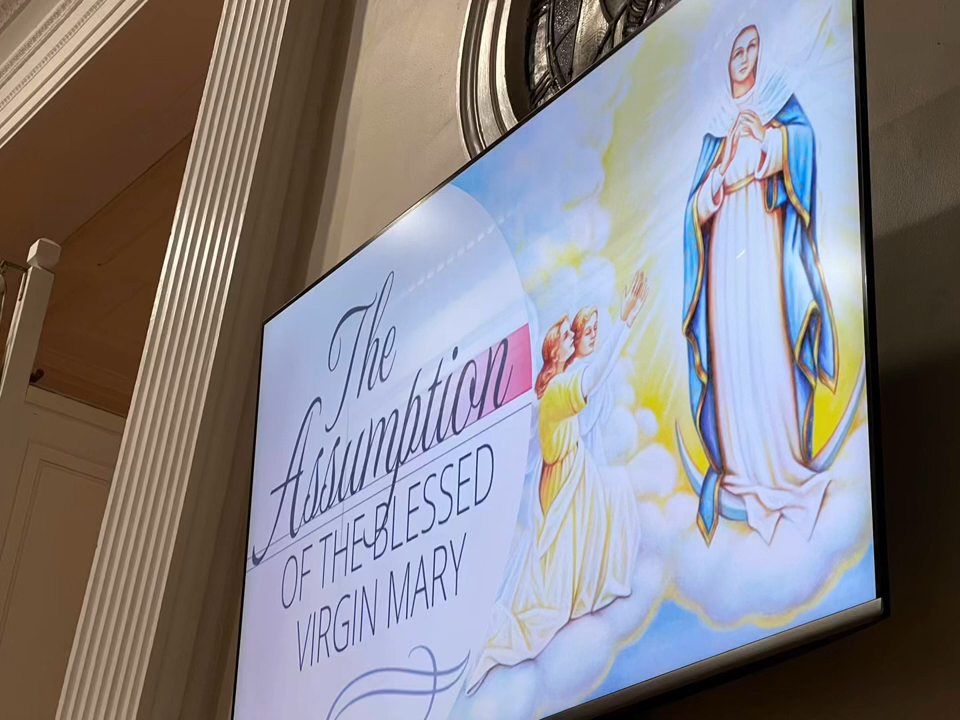 The
Assumption
OF THE BLESSED
VIRGIN MARY